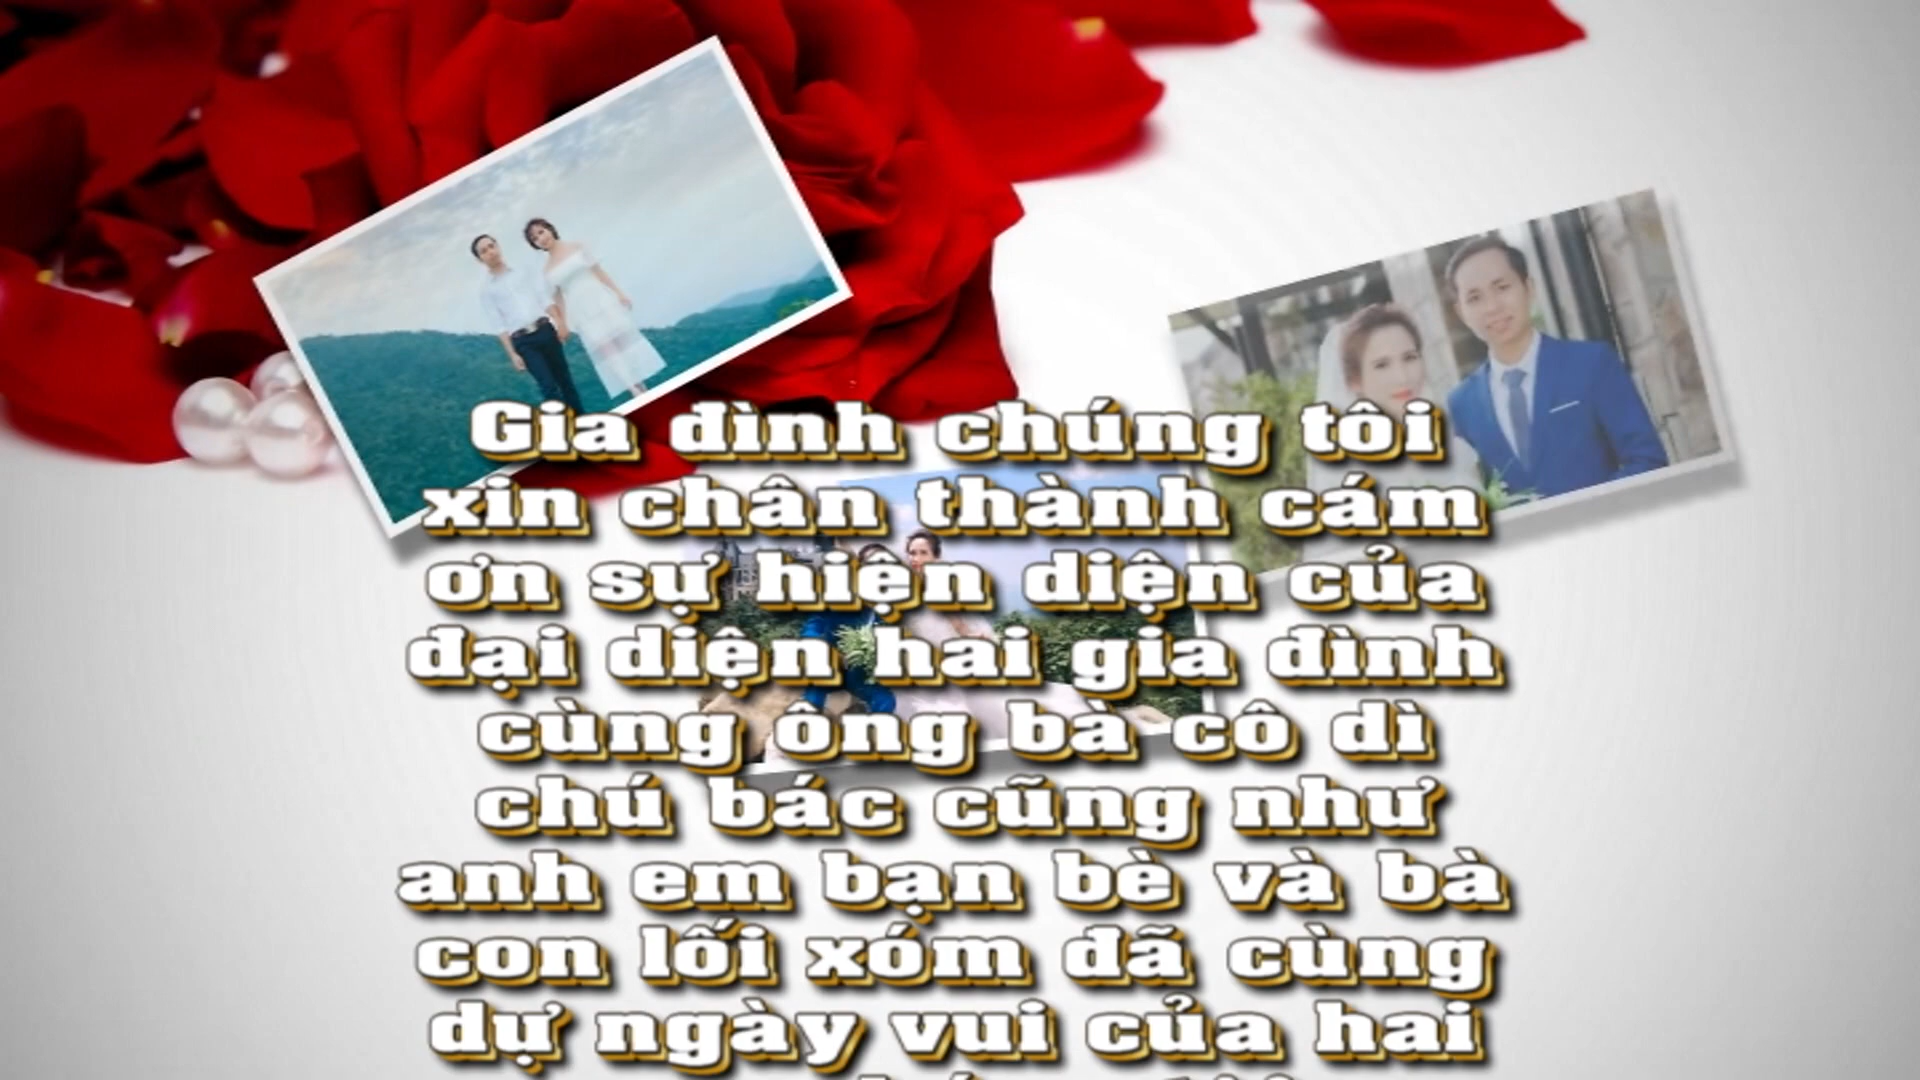 Gia đình chúng tôi
xin chân thành cám
ơn sự hiện diện của
đại diện hai gia đình
cùng ông bà cô dì
chú bác cũng như
anh em bạn bè và bà
con lối xóm đã cùng
dự ngày vui của hai